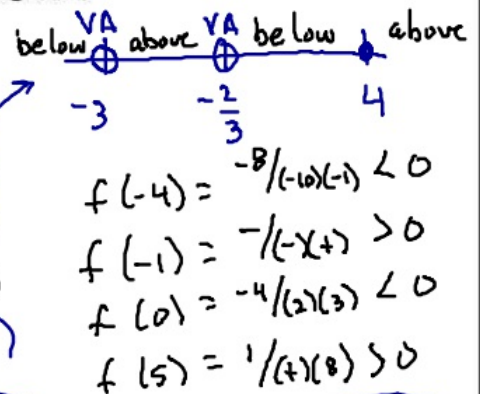 VA VA
below above below above
-3 -2/3 4
f(-4) = -8/(-10)(-1) < 0
f(-1) = -/(-)(+) > 0
f(0) = -4/(2)(3) < 0
f(5) = 1/(+)(8) > 0